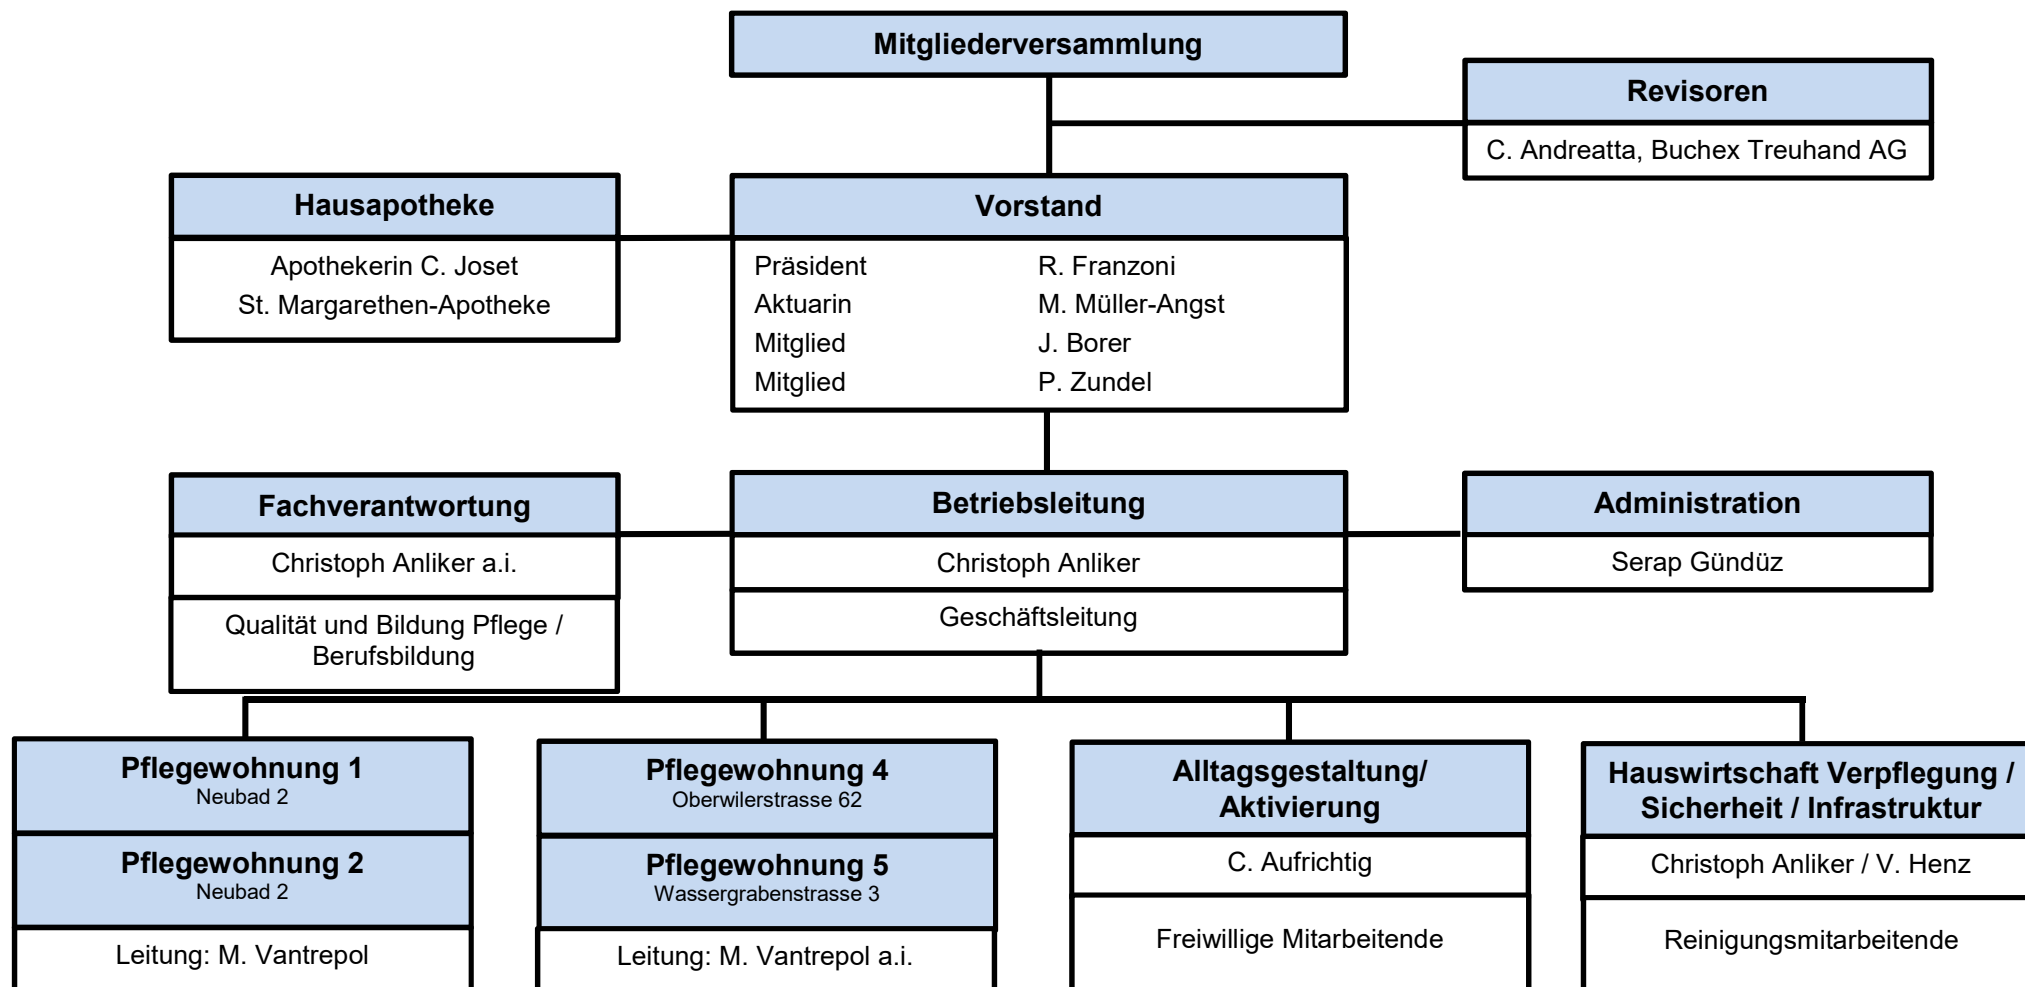 Mitgliederversammlung
Revisoren
C. Andreatta, Buchex Treuhand AG
Hausapotheke
Apothekerin C. Joset
St. Margarethen-Apotheke
Vorstand
Präsident R. Franzoni
Aktuarin M. Müller-Angst
Mitglied J. Borer
Mitglied P. Zundel
Fachverantwortung
Christoph Anliker a.i.
Qualität und Bildung Pflege /
Berufsbildung
Betriebsleitung
Christoph Anliker
Geschäftsleitung
Administration
Serap Gündüz
Pflegewohnung 1
Neubad 2
Pflegewohnung 2
Neubad 2
Leitung: M. Vantrepol
Pflegewohnung 4
Oberwilerstrasse 62
Pflegewohnung 5
Wassergrabenstrasse 3
Leitung: M. Vantrepol a.i.
Alltagsgestaltung/
Aktivierung
C. Aufrichtig
Freiwillige Mitarbeitende
Hauswirtschaft Verpflegung /
Sicherheit / Infrastruktur
Christoph Anliker / V. Henz
Reinigungsmitarbeitende